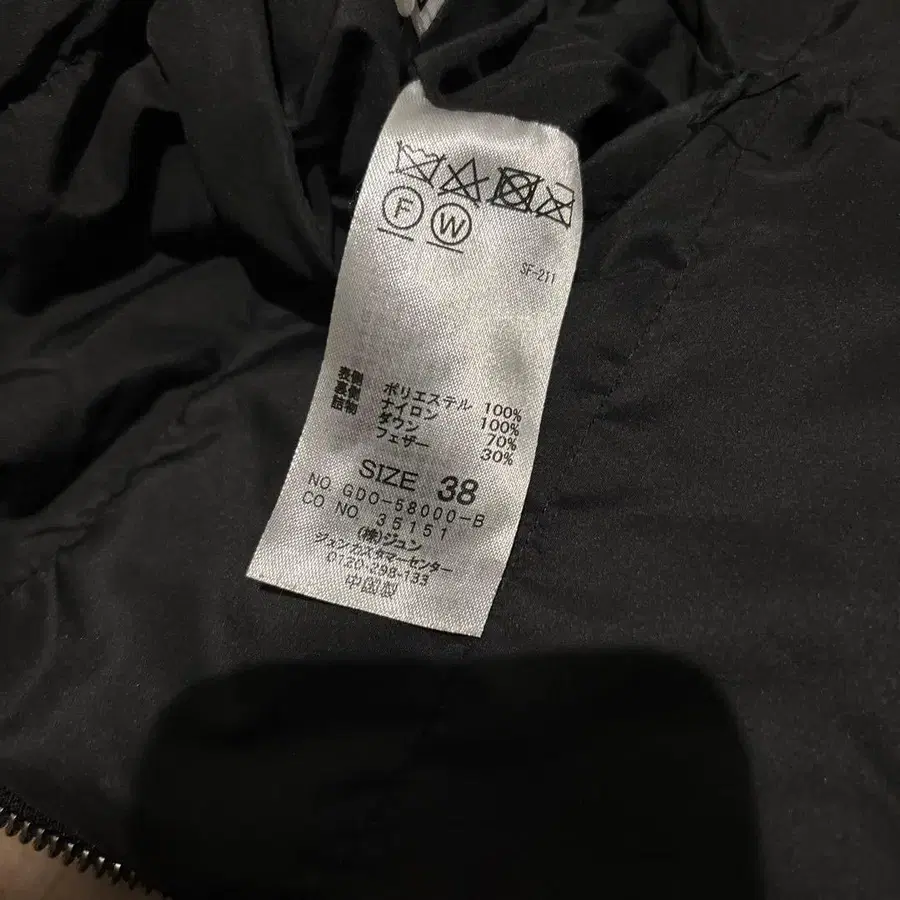 F W
SF-211
表側 ポリエステル 100%
裏側 ナイロン 100%
詰物 ダウン 70%
フェザー 30%
SIZE 38
NO GDO-58000-B
CO NO 35151
(株)ジュン
ジュンカスタマーセンター
0120-298-133
中国製